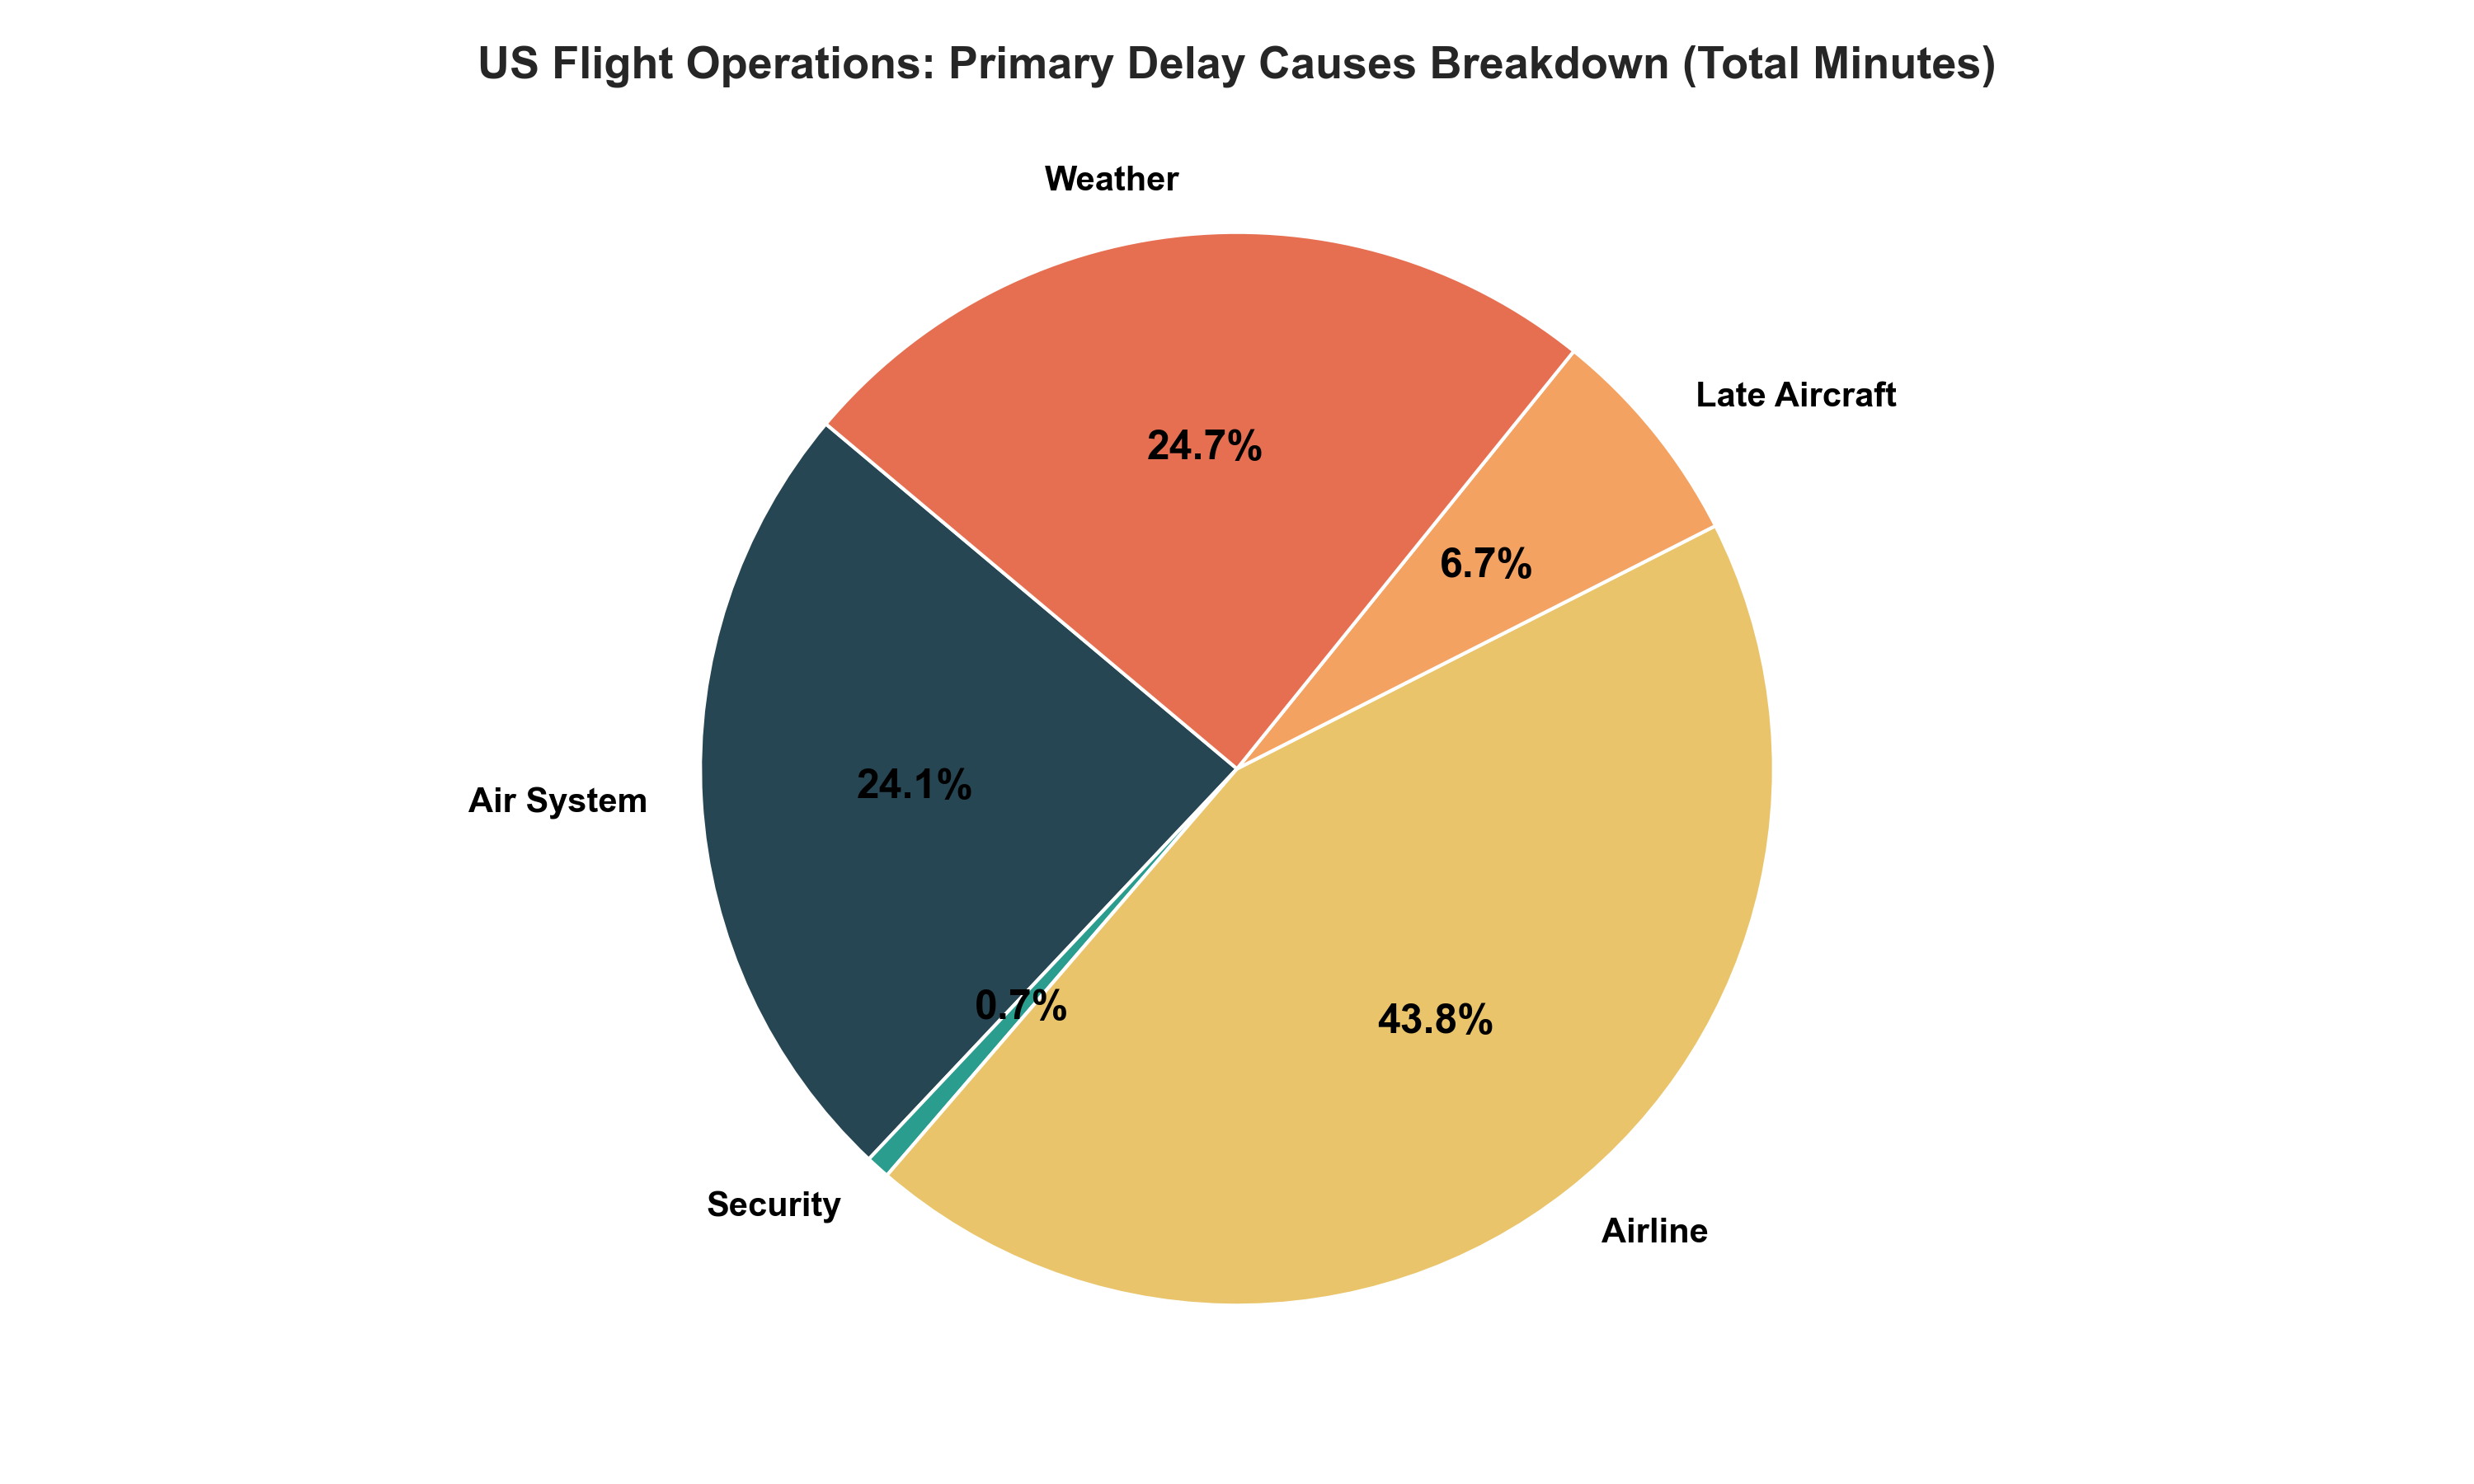 US Flight Operations: Primary Delay Causes Breakdown (Total Minutes)
Weather
Late Aircraft
24.7%
6.7%
24.1%
Air System
0.7%
43.8%
Security
Airline